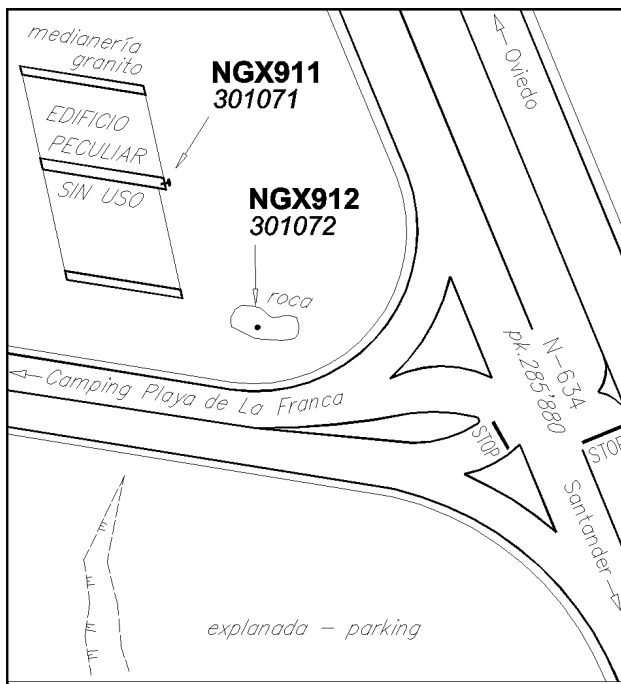 medianería
granito
NGX911
301071
EDIFICIO
PECULIAR
SIN USO
NGX912
301072
roca
Oviedo
N-634
pk.285'880
Camping Playa de La Franca
STOP
STOP
Santander
explanada - parking